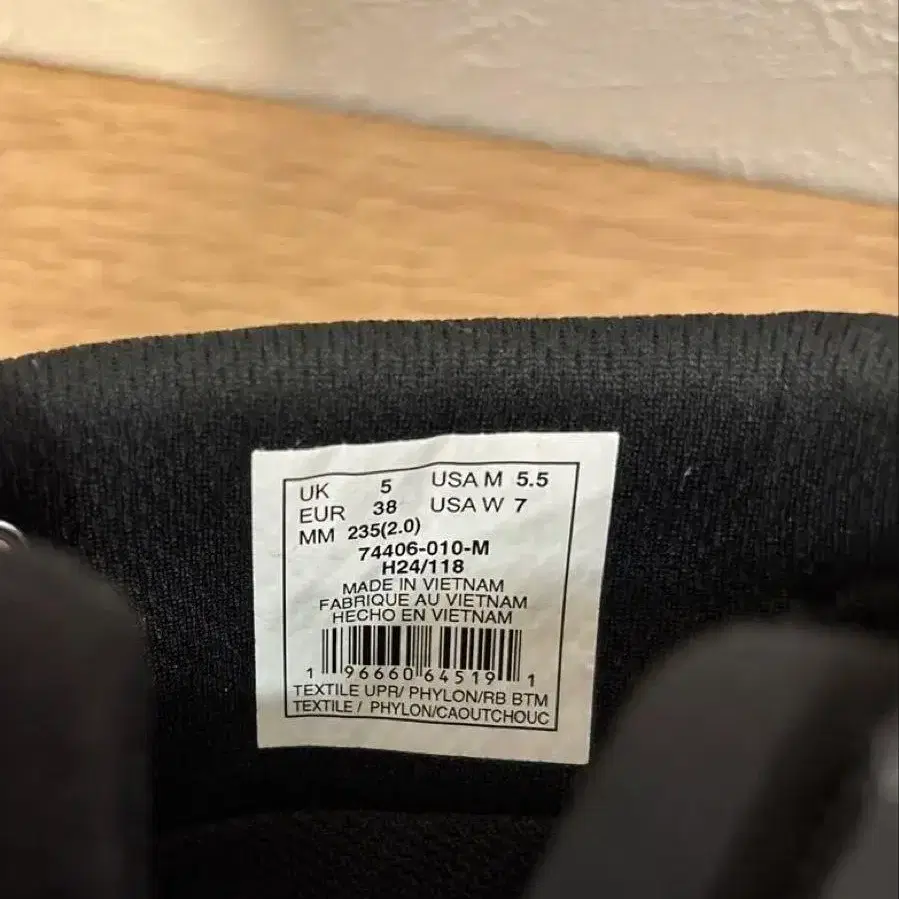 UK 5 USA M 5.5
EUR 38 USA W 7
MM 235(2.0)
74406-010-M
H24/118
MADE IN VIETNAM
FABRIQUE AU VIETNAM
HECHO EN VIETNAM
1 96660 64519 1
TEXTILE UPR/ PHYLON/RB BTM
TEXTILE / PHYLON/CAOUTCHOUC